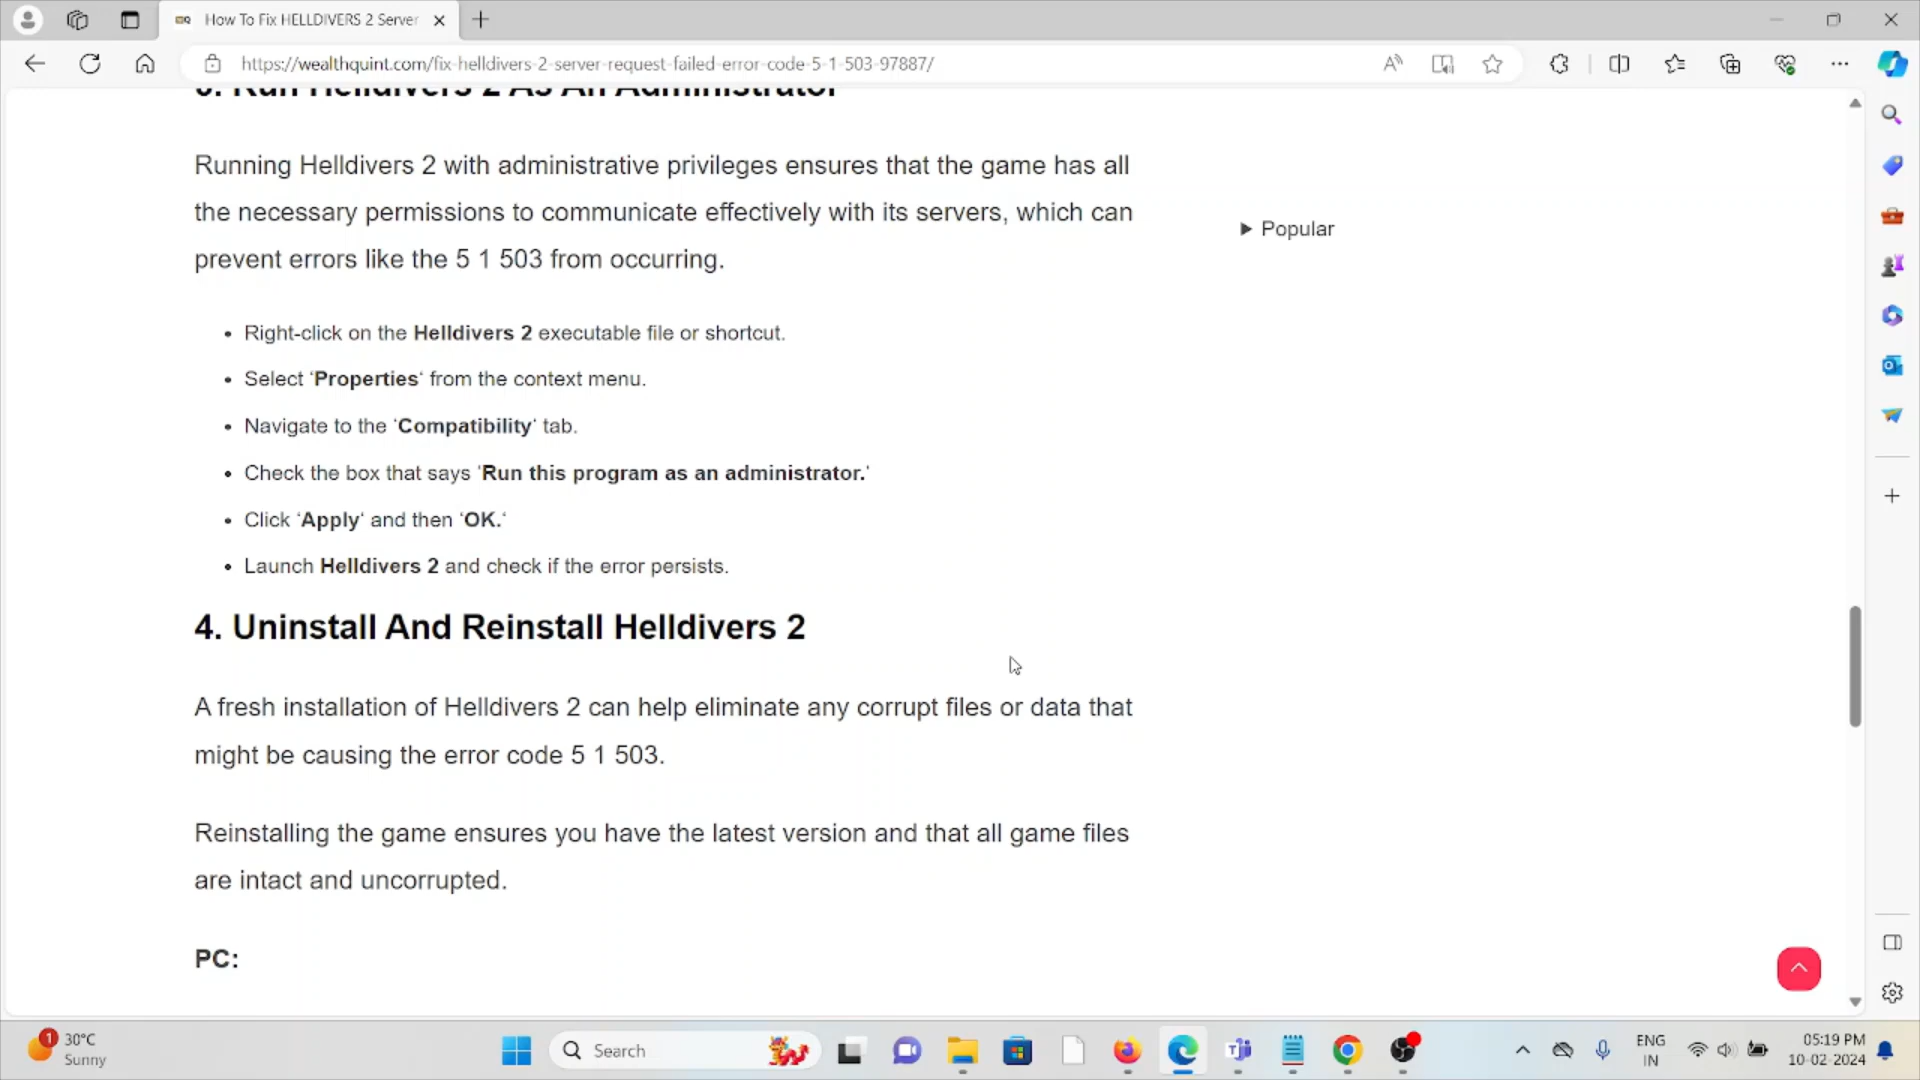 How To Fix HELLDIVERS 2 Server
https://wealthquint.com/fix-helldivers-2-server-request-failed-error-code-5-1-503-97887/
3. Run Helldivers 2 As An Administrator
Running Helldivers 2 with administrative privileges ensures that the game has all
the necessary permissions to communicate effectively with its servers, which can
prevent errors like the 5 1 503 from occurring.
Popular
• Right-click on the Helldivers 2 executable file or shortcut.
• Select ‘Properties‘ from the context menu.
• Navigate to the ‘Compatibility‘ tab.
• Check the box that says ‘Run this program as an administrator.‘
• Click ‘Apply‘ and then ‘OK.‘
• Launch Helldivers 2 and check if the error persists.
4. Uninstall And Reinstall Helldivers 2
A fresh installation of Helldivers 2 can help eliminate any corrupt files or data that
might be causing the error code 5 1 503.
Reinstalling the game ensures you have the latest version and that all game files
are intact and uncorrupted.
PC:
1
30°C
Sunny
Search
ENG
IN
05:19 PM
10-02-2024